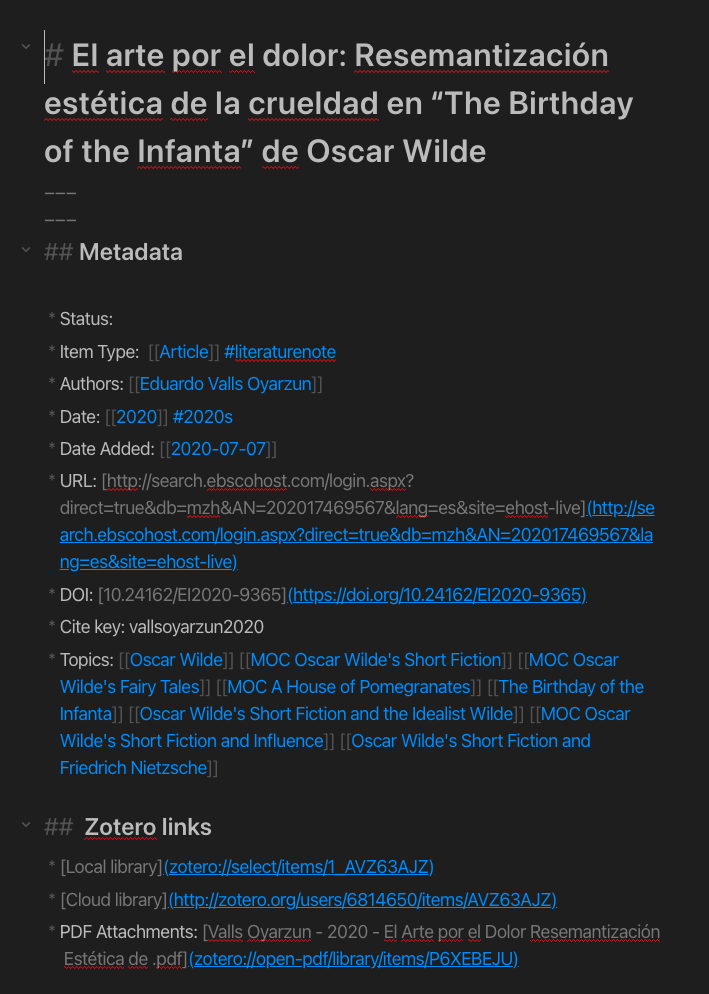 # El arte por el dolor: Resemantización
estética de la crueldad en “The Birthday
of the Infanta” de Oscar Wilde
---
---
## Metadata
* Status:
* Item Type:  [[Article]] #literaturenote
* Authors: [[Eduardo Valls Oyarzun]]
* Date: [[2020]] #2020s
* Date Added: [[2020-07-07]]
* URL: [http://search.ebscohost.com/login.aspx?
direct=true&db=mzh&AN=202017469567&lang=es&site=ehost-live](http://se
arch.ebscohost.com/login.aspx?direct=true&db=mzh&AN=202017469567&la
ng=es&site=ehost-live)
* DOI: [10.24162/EI2020-9365](https://doi.org/10.24162/EI2020-9365)
* Cite key: vallsoyarzun2020
* Topics: [[Oscar Wilde]] [[MOC Oscar Wilde's Short Fiction]] [[MOC Oscar
Wilde's Fairy Tales]] [[MOC A House of Pomegranates]] [[The Birthday of the
Infanta]] [[Oscar Wilde's Short Fiction and the Idealist Wilde]] [[MOC Oscar
Wilde's Short Fiction and Influence]] [[Oscar Wilde's Short Fiction and
Friedrich Nietzsche]]
##  Zotero links
* [Local library](zotero://select/items/1_AVZ63AJZ)
* [Cloud library](http://zotero.org/users/6814650/items/AVZ63AJZ)
* PDF Attachments: [Valls Oyarzun - 2020 - El Arte por el Dolor Resemantización
Estética de .pdf](zotero://open-pdf/library/items/P6XEBEJU)